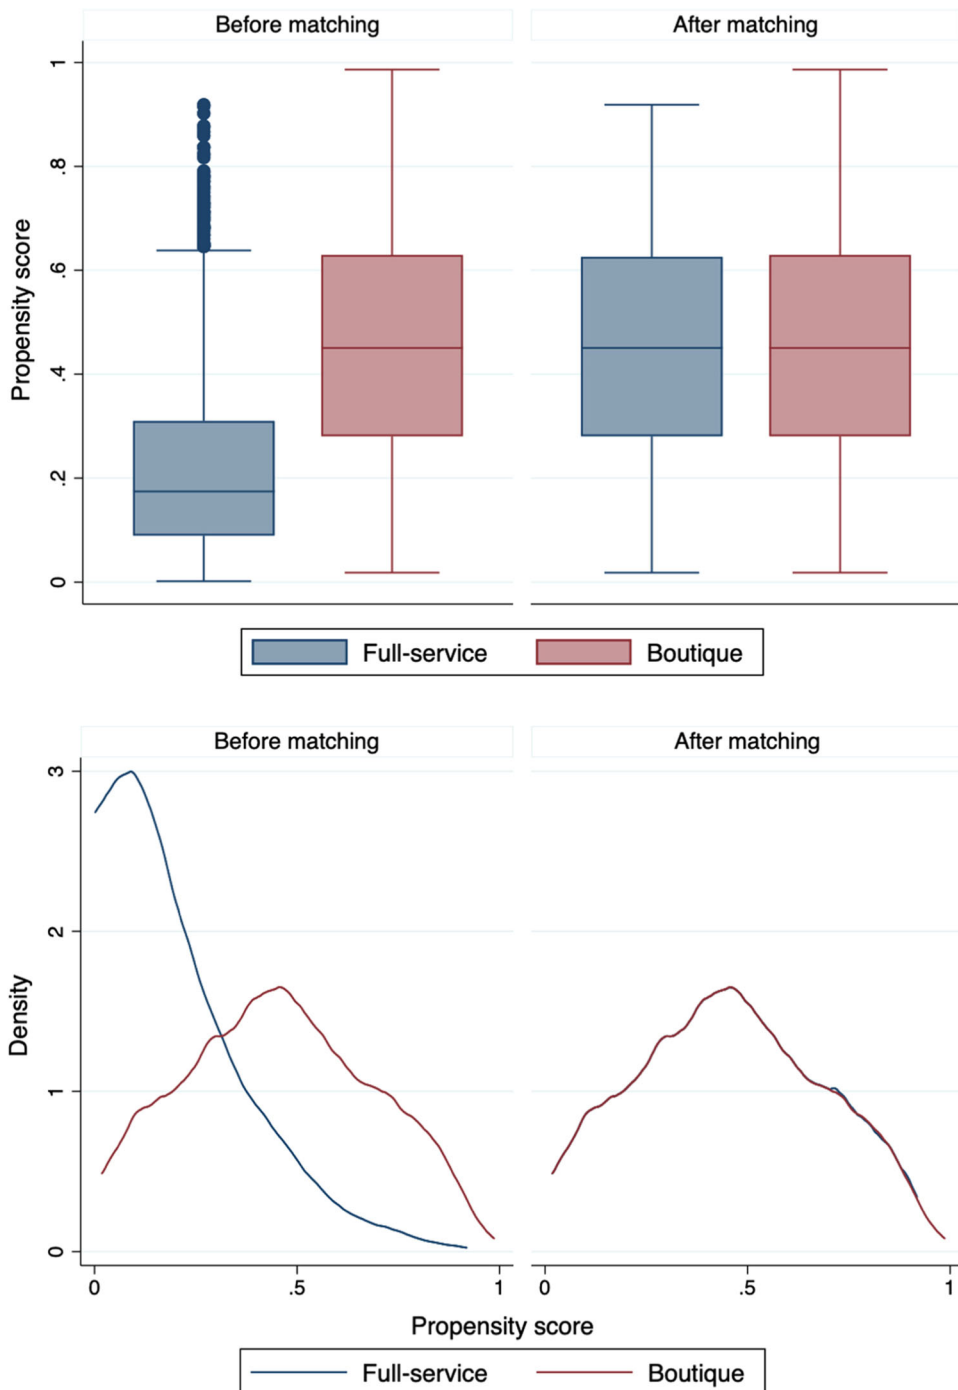 Before matching After matching
1
.8
.6
.4
.2
0
Propensity score
Full-service Boutique
Before matching After matching
3
2
1
0
Density
0 .5 1 0 .5 1
Propensity score
Full-service Boutique